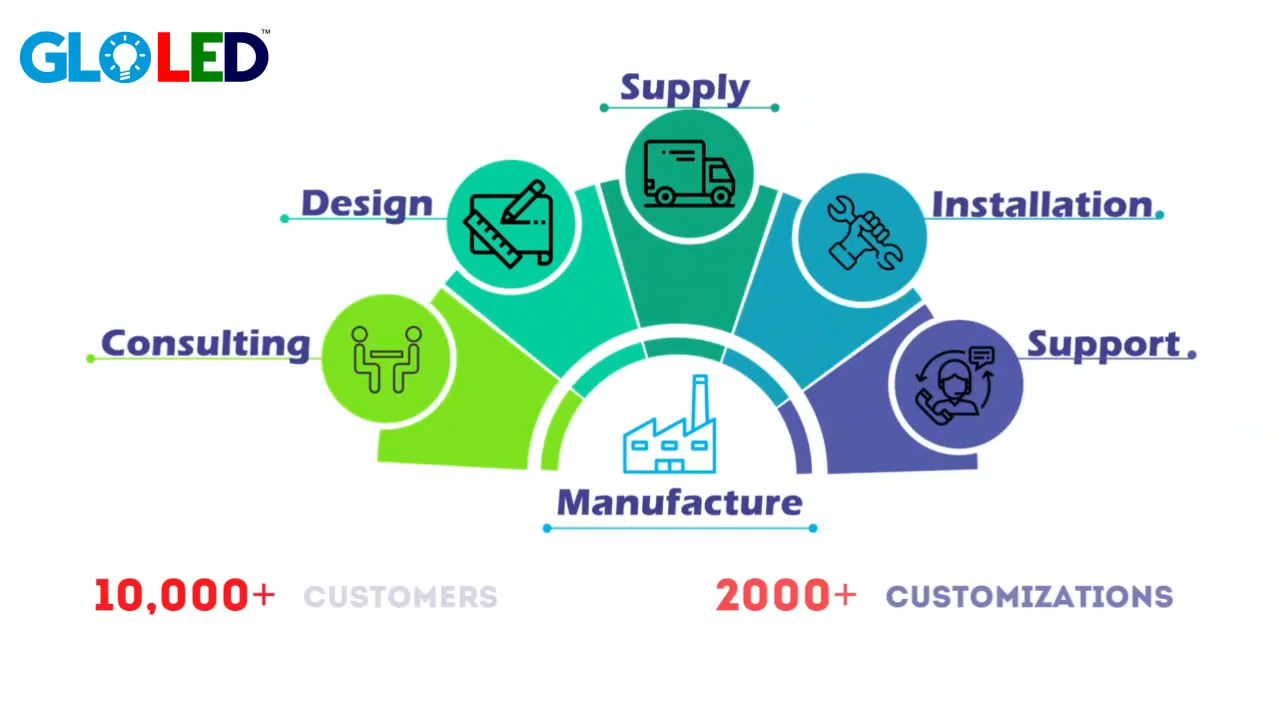 GLOLED™
Supply
Design
Installation
Consulting
Support
Manufacture
10,000+ CUSTOMERS
2000+ CUSTOMIZATIONS